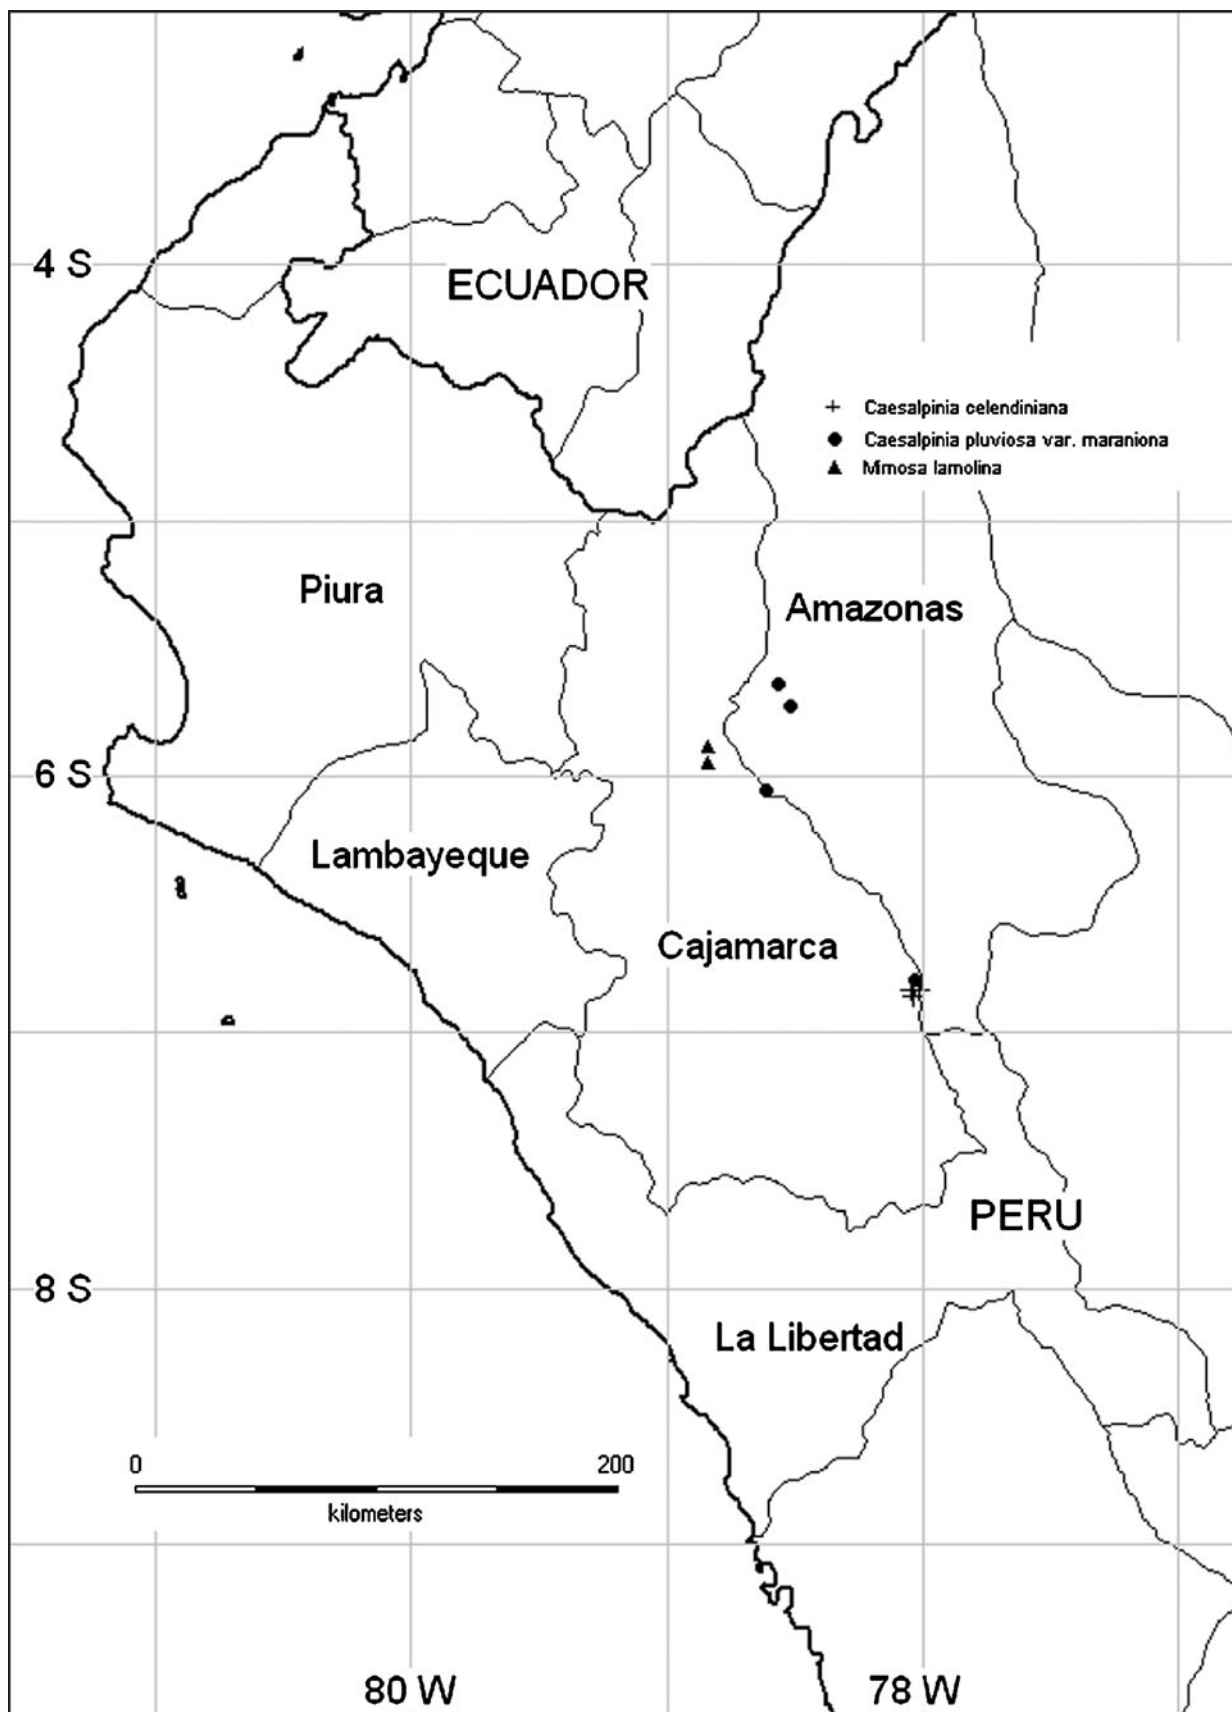 4 S
ECUADOR
Caesalpinia celendiniana
Caesalpinia pluviosa var. maraniona
Mimosa lamolina
Piura
Amazonas
6 S
Lambayeque
Cajamarca
PERU
8 S
La Libertad
0 200
kilometers
80 W 78 W